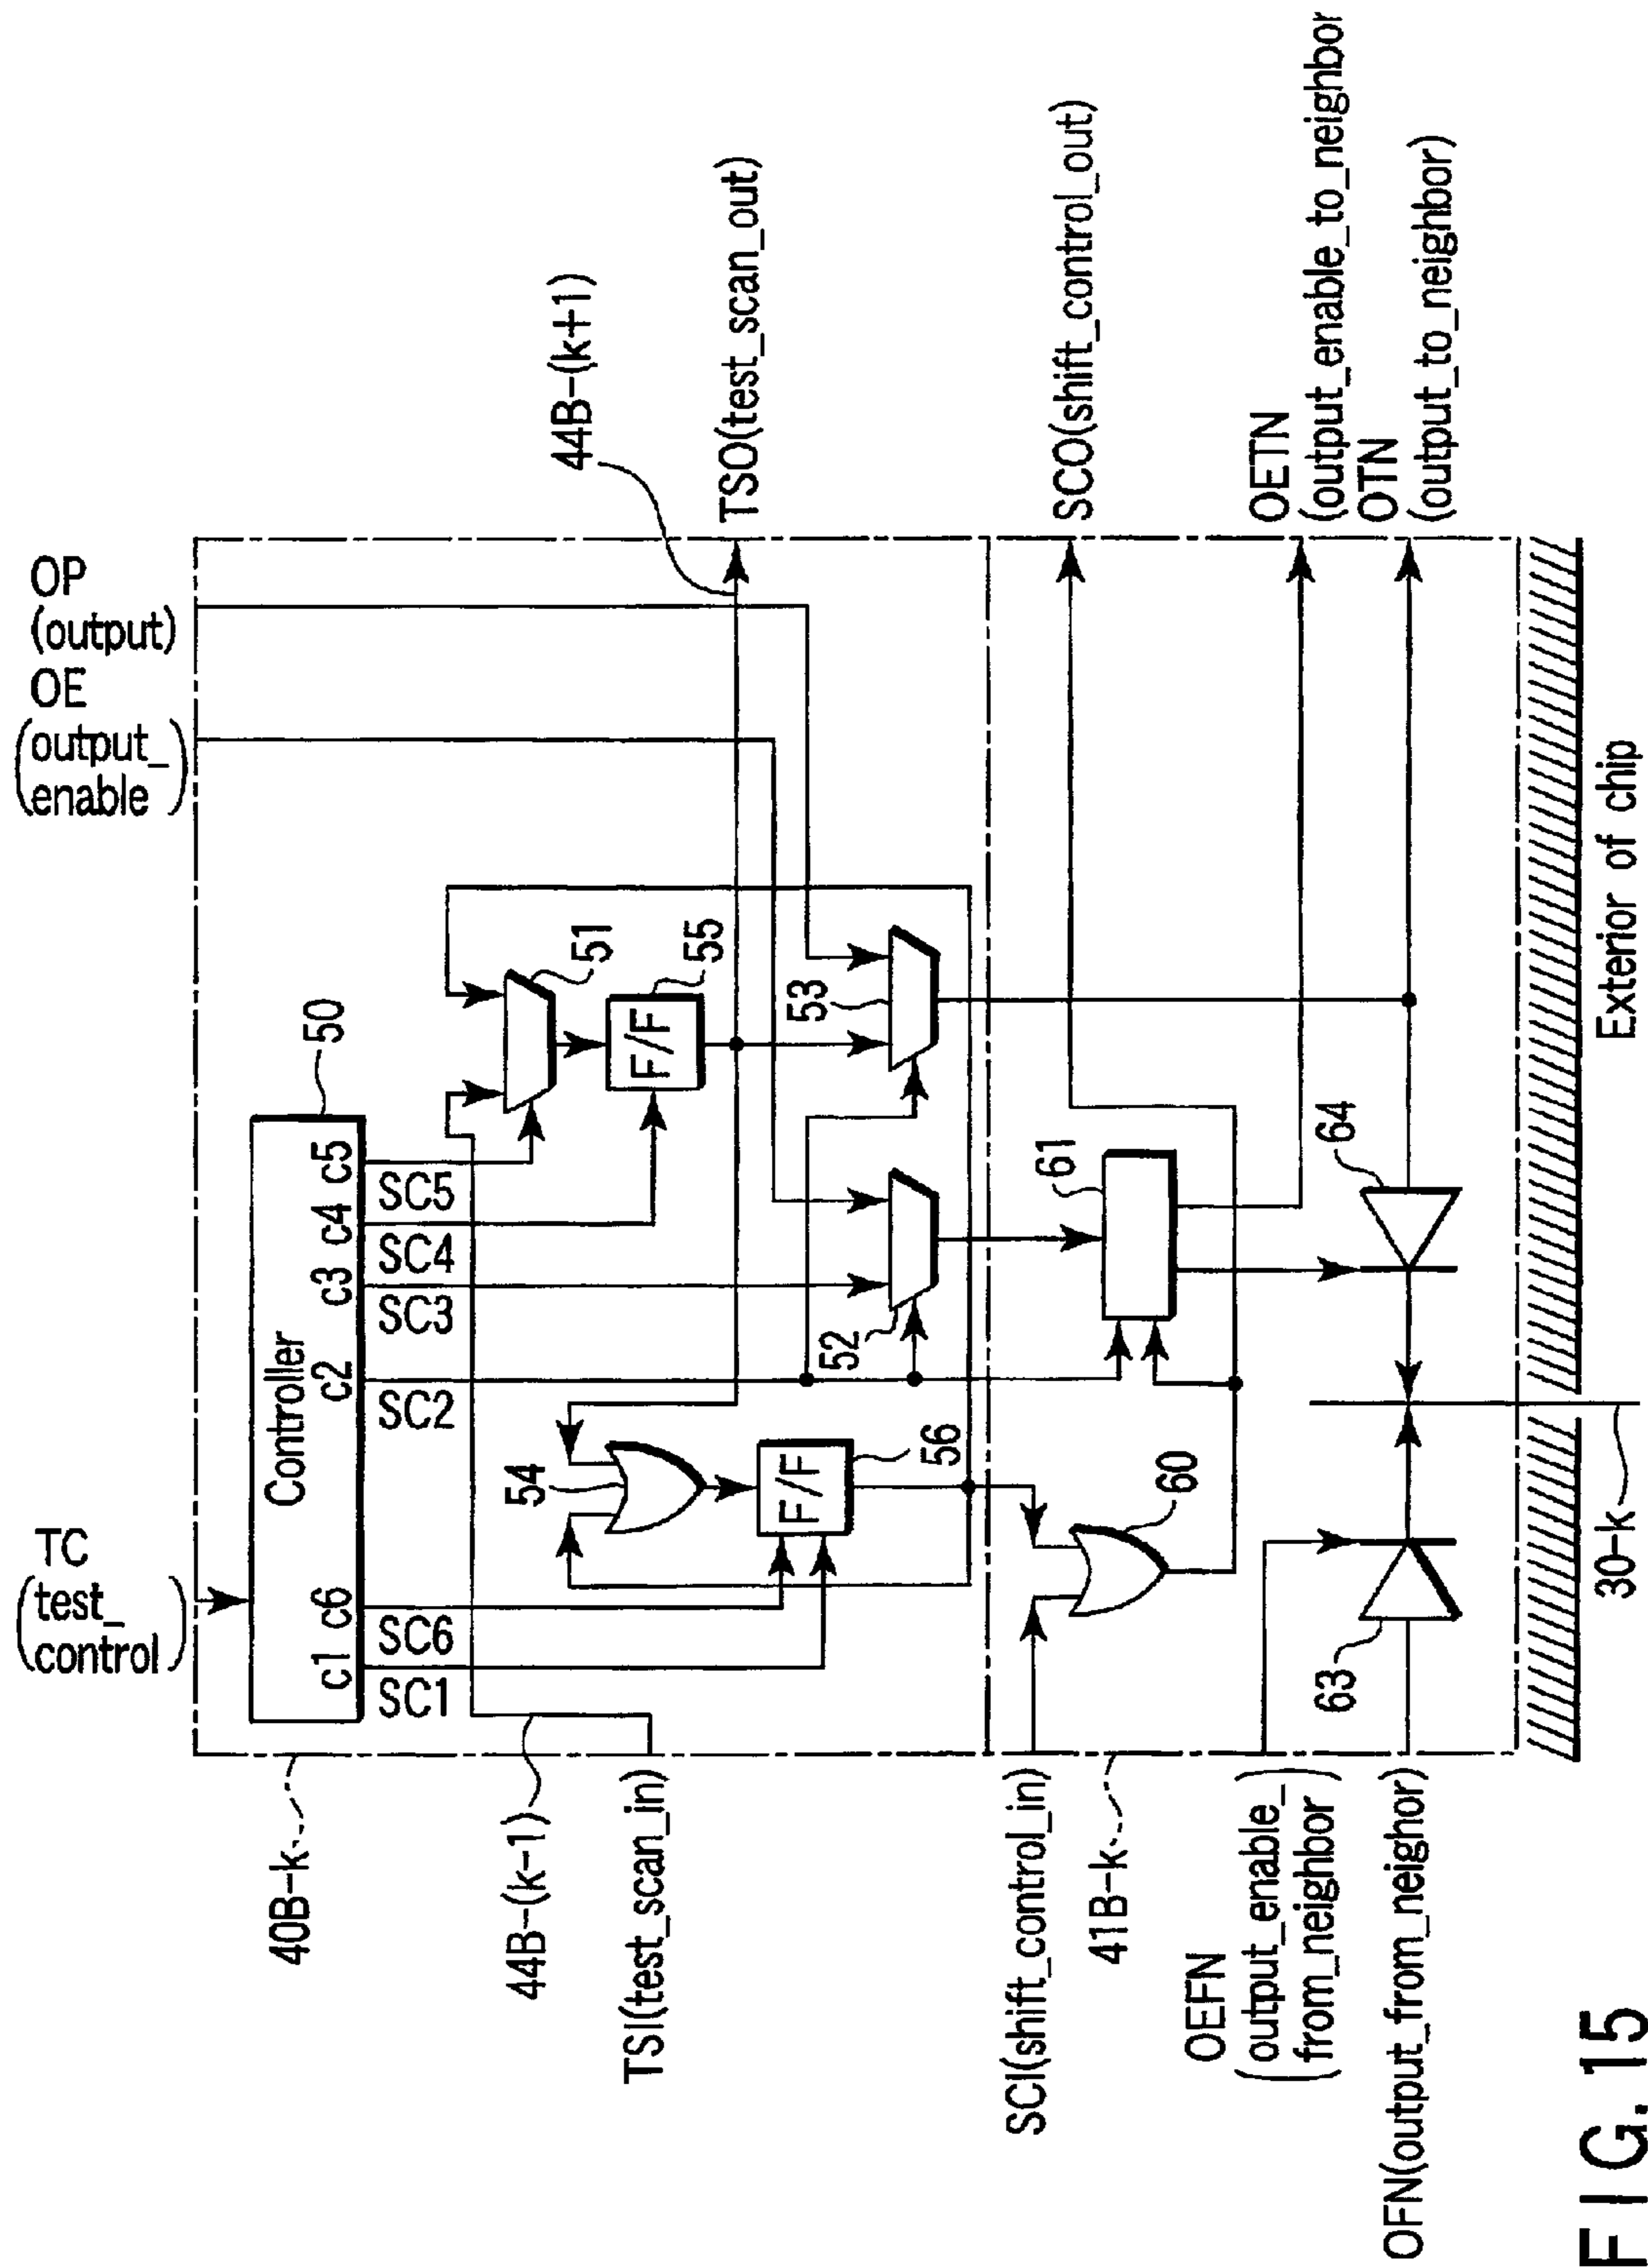 TC
(test_
control)
OE
(output_
enable)
OP
(output)
Controller
50
c1
c6
c2
c3
c4
c5
SC1
SC6
SC2
SC3
SC4
SC5
40B-k
44B-(k-1)
TSI(test_scan_in)
54
F/F
56
51
F/F
55
52
53
44B-(k+1)
TSO(test_scan_out)
SCI(shift_control_in)
41B-k
60
61
SCO(shift_control_out)
OEFN
(output_enable_
from_neighbor)
OETN
(output_enable_to_neighbor
OTN
(output_to_neighbor)
OFN(output_from_neighor)
63
64
30-k
Exterior of chip
FIG. 15